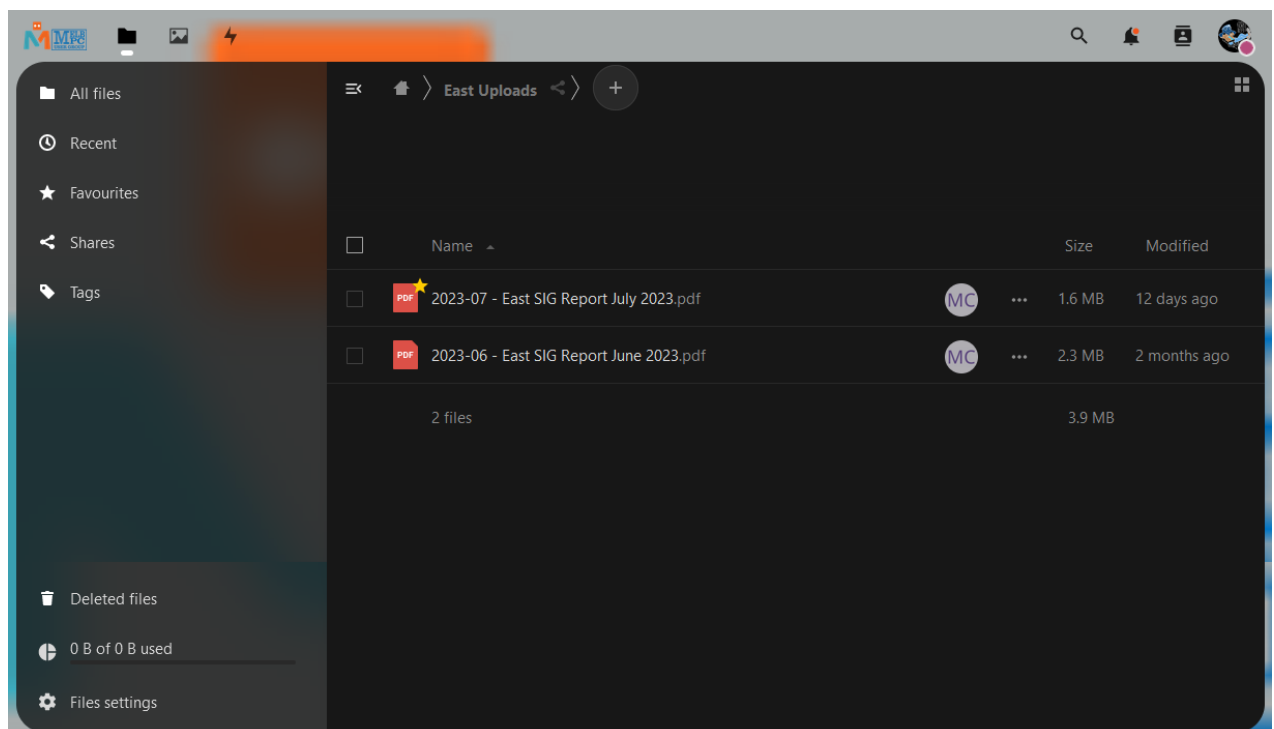 All files
Recent
Favourites
Shares
Tags
Deleted files
0 B of 0 B used
Files settings
East Uploads
+
Name Size Modified
PDF 2023-07 - East SIG Report July 2023.pdf MC ... 1.6 MB 12 days ago
PDF 2023-06 - East SIG Report June 2023.pdf MC ... 2.3 MB 2 months ago
2 files 3.9 MB